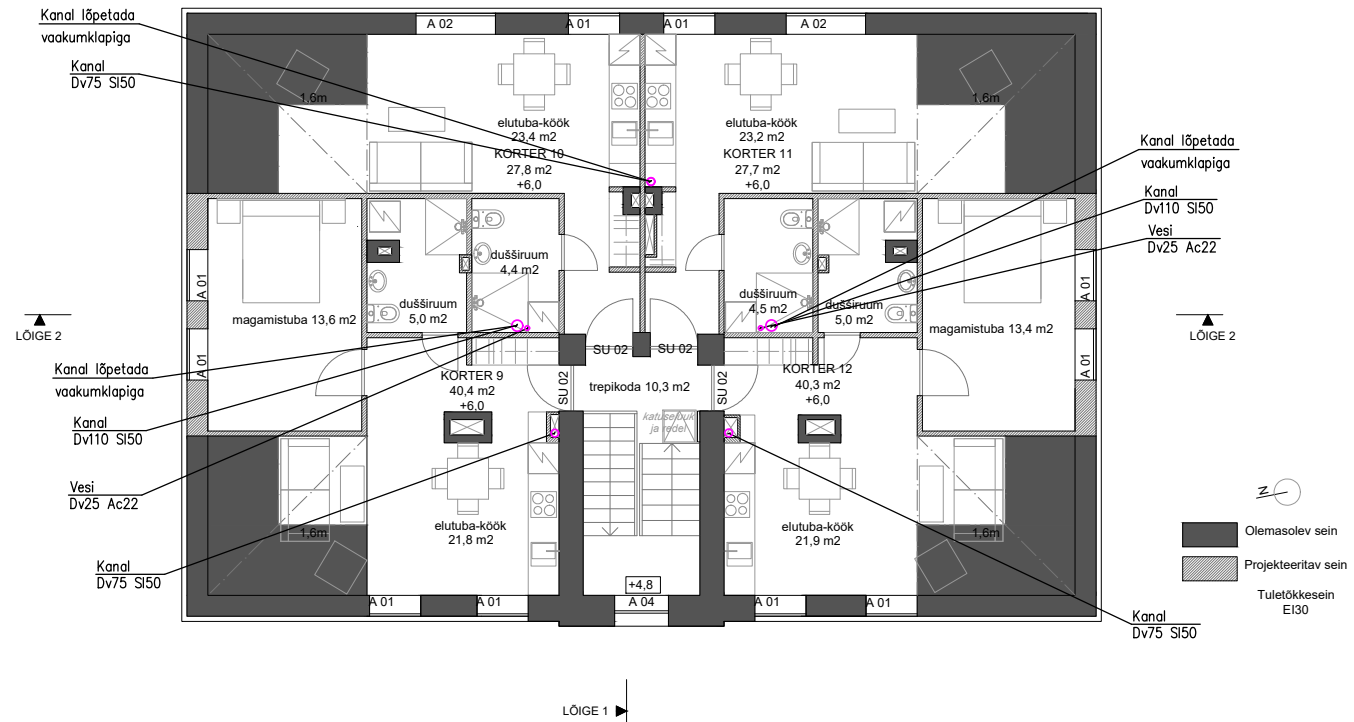 Kanal lõpetada
vaakumklapiga
Kanal
Dv75 Sl50
A 02
A 01
A 01
A 02
1,6m
1,6m
elutuba-köök
23,4 m2
KORTER 10
27,8 m2
+6,0
elutuba-köök
23,2 m2
KORTER 11
27,7 m2
+6,0
Kanal lõpetada
vaakumklapiga
Kanal
Dv110 Sl50
Vesi
Dv25 Ac22
dušširuum
4,4 m2
dušširuum
5,0 m2
dušširuum
4,5 m2
dušširuum
5,0 m2
A 01
magamistuba 13,6 m2
magamistuba 13,4 m2
A 01
LÕIGE 2
LÕIGE 2
A 01
A 01
SU 02
SU 02
Kanal lõpetada
vaakumklapiga
KORTER 9
40,4 m2
+6,0
SU 02
trepikoda 10,3 m2
SU 02
KORTER 12
40,3 m2
+6,0
katuseluuk
ja redel
Kanal
Dv110 Sl50
Vesi
Dv25 Ac22
elutuba-köök
21,8 m2
elutuba-köök
21,9 m2
1,6m
1,6m
Kanal
Dv75 Sl50
+4,8
A 01
A 01
A 04
A 01
A 01
Kanal
Dv75 Sl50
N
Olemasolev sein
Projekteeritav sein
Tuletõkkesein
EI30
LÕIGE 1